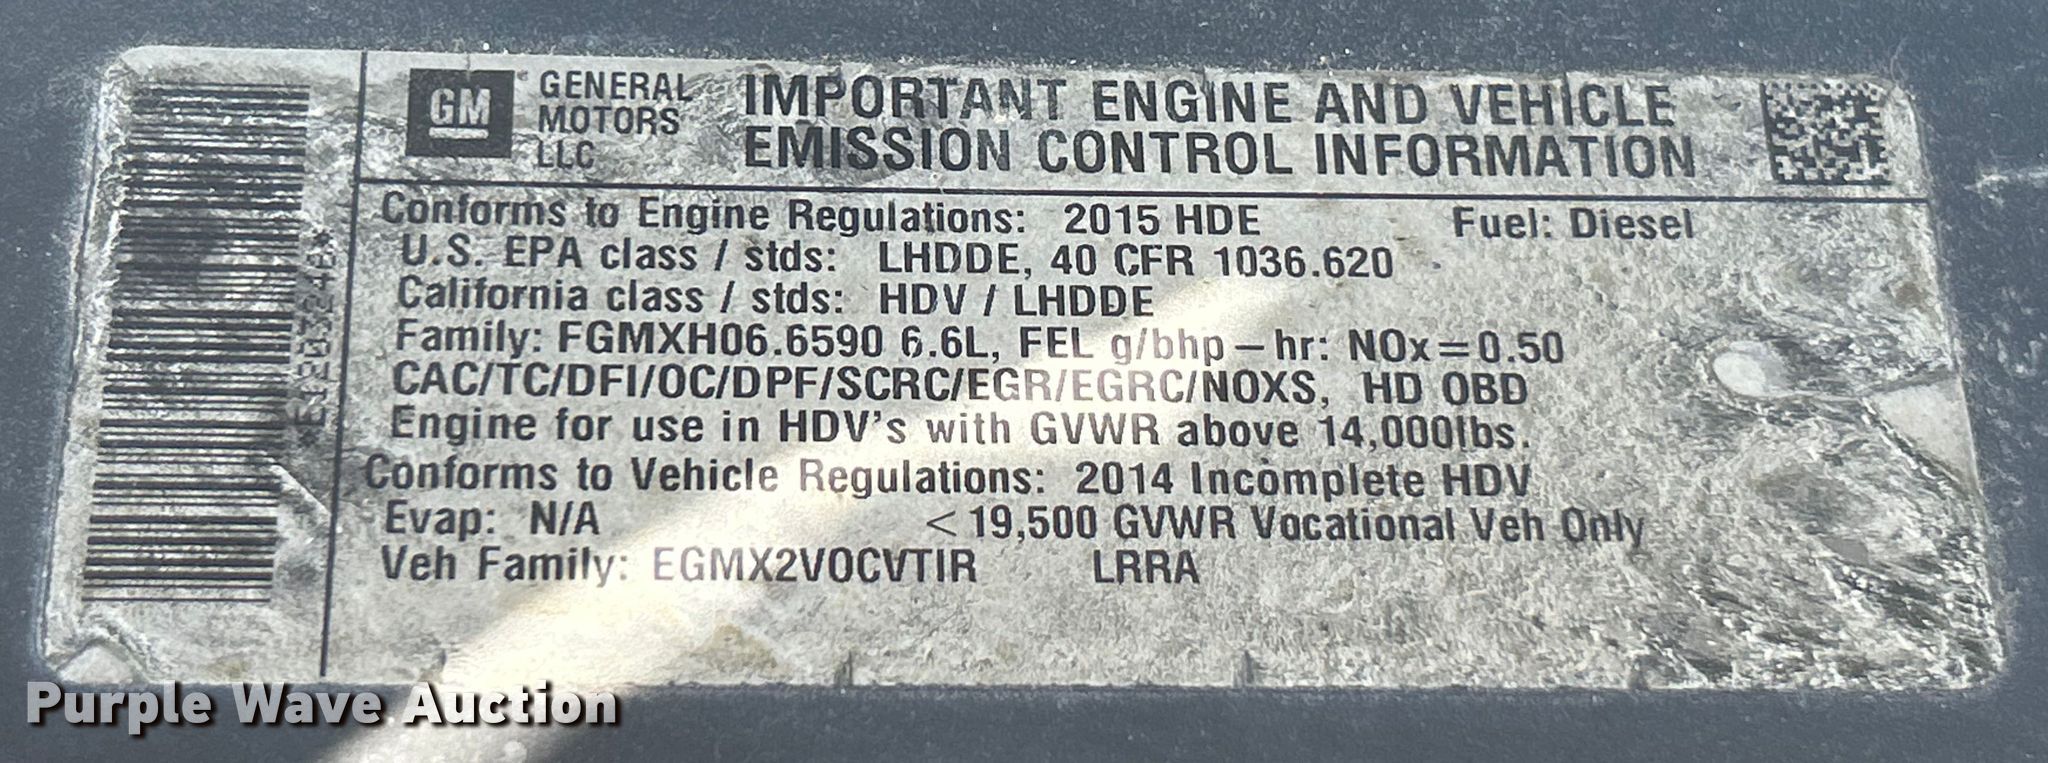 GM
GENERAL
MOTORS
LLC
IMPORTANT ENGINE AND VEHICLE
EMISSION CONTROL INFORMATION
Conforms to Engine Regulations: 2015 HDE Fuel: Diesel
U.S. EPA class / stds: LHDDE, 40 CFR 1036.620
California class / stds: HDV / LHDDE
Family: FGMXH06.6590 6.6L, FEL g/bhp-hr: NOx=0.50
CAC/TC/DFI/OC/DPF/SCRC/EGR/EGRC/NOXS, HD OBD
Engine for use in HDV's with GVWR above 14,000lbs.
Conforms to Vehicle Regulations: 2014 Incomplete HDV
Evap: N/A <19,500 GVWR Vocational Veh Only
Veh Family: EGMX2VOCVTIR LRRA
Purple Wave Auction